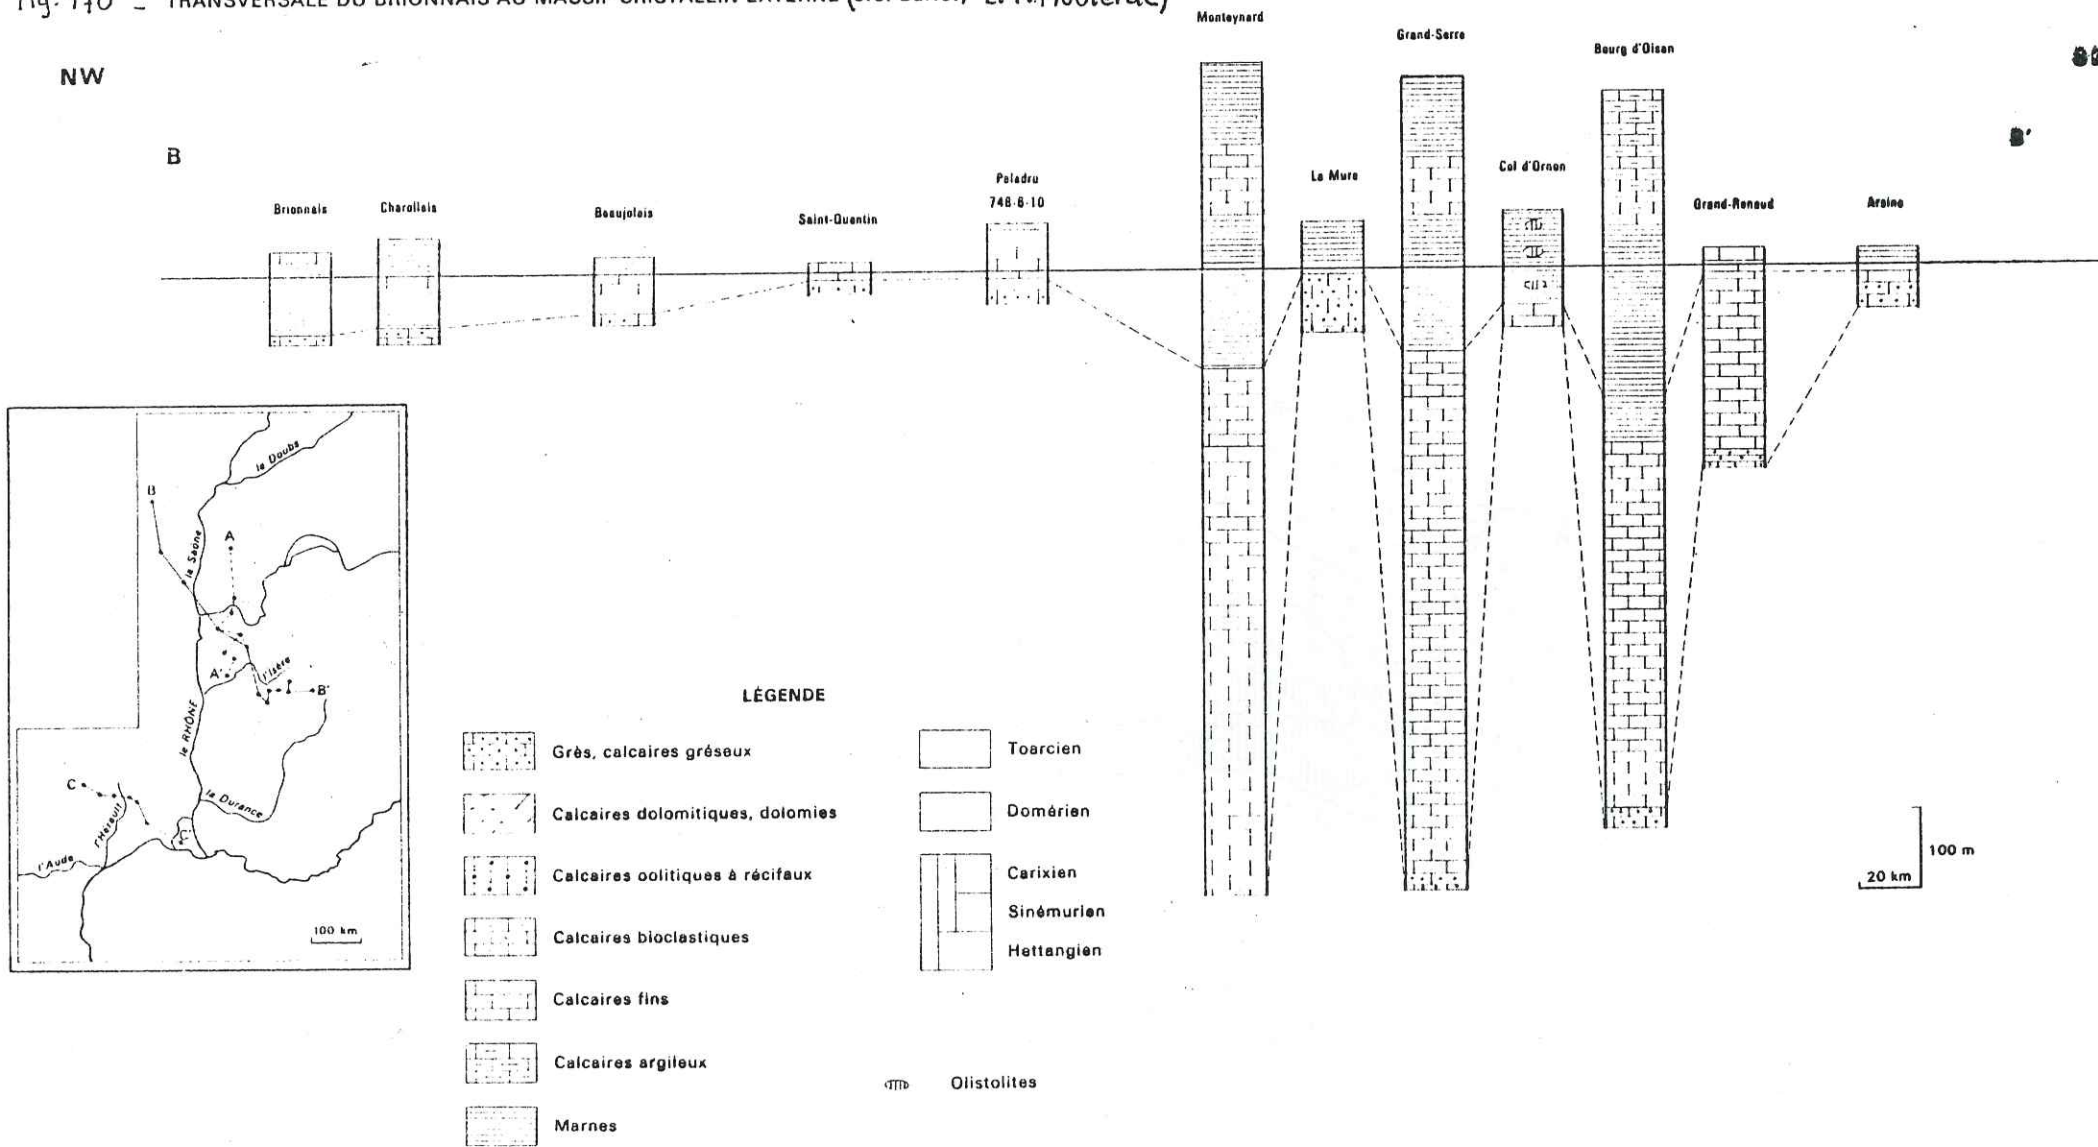 Fig. 170 - TRANSVERSALE DU BRIONNAIS AU MASSIF CRISTALLIN EXTERNE
NW
B
B'
Brionnais
Charollais
Beaujolais
Saint-Quentin
Paladru
748-6-10
Monteynard
La Mure
Grand-Serre
Col d'Ornon
Bourg d'Oisan
Grand-Renaud
Arsine
la Doubs
B
A
la Saône
A'
l'Isère
B'
le RHÔNE
C
l'Hérault
la Durance
C'
l'Aude
100 km
LÉGENDE
Grès, calcaires gréseux
Calcaires dolomitiques, dolomies
Calcaires oolitiques à récifaux
Calcaires bioclastiques
Calcaires fins
Calcaires argileux
Marnes
Toarcien
Domérien
Carixien
Sinémurien
Hettangien
Olistolites
100 m
20 km